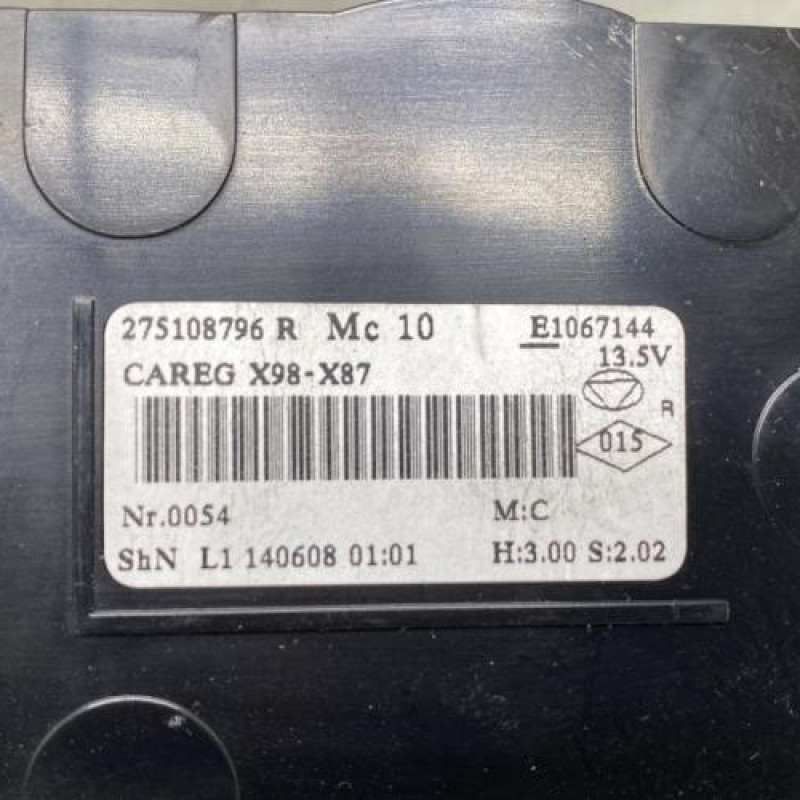 275108796 R Mc 10 E1067144
13.5V
CAREG X98-X87
R
015
Nr.0054 M:C
ShN L1 140608 01:01 H:3.00 S:2.02